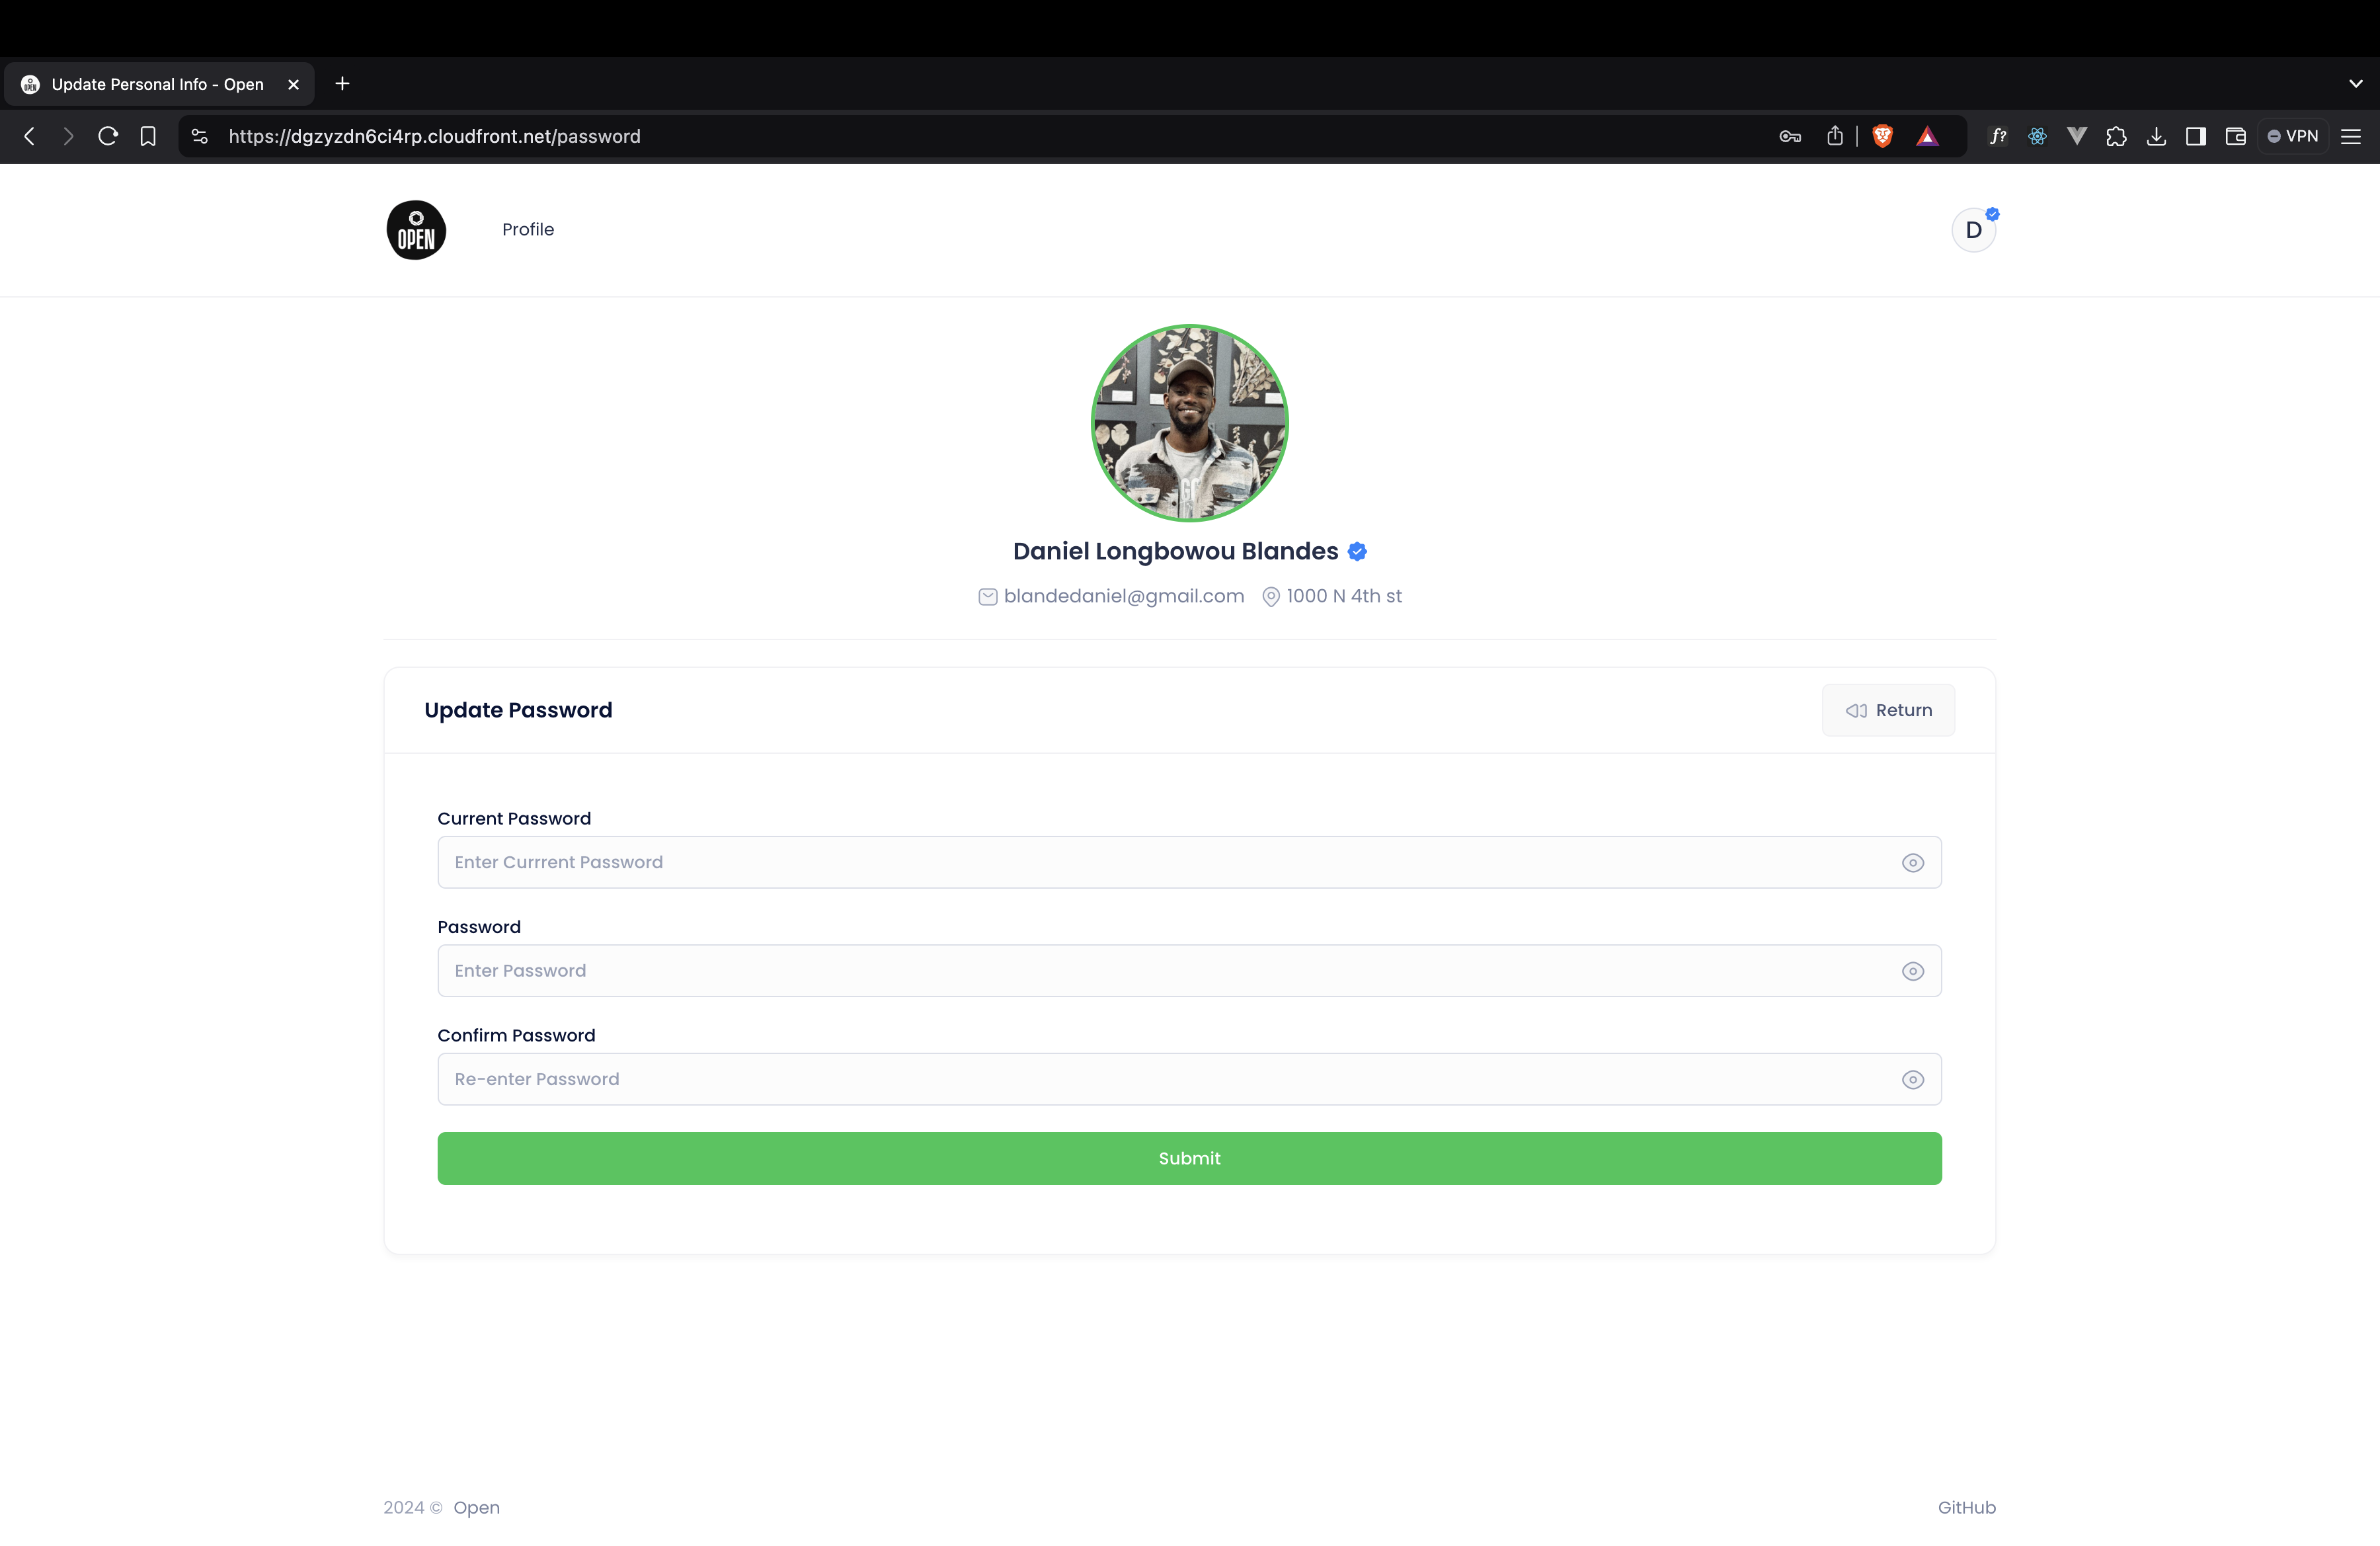 Update Personal Info - Open
https://dgzyzdn6ci4rp.cloudfront.net/password
f?
VPN
OPEN
Profile
D
Daniel Longbowou Blandes
blandedaniel@gmail.com 1000 N 4th st
Update Password
Return
Current Password
Enter Currrent Password
Password
Enter Password
Confirm Password
Re-enter Password
Submit
2024 © Open
GitHub